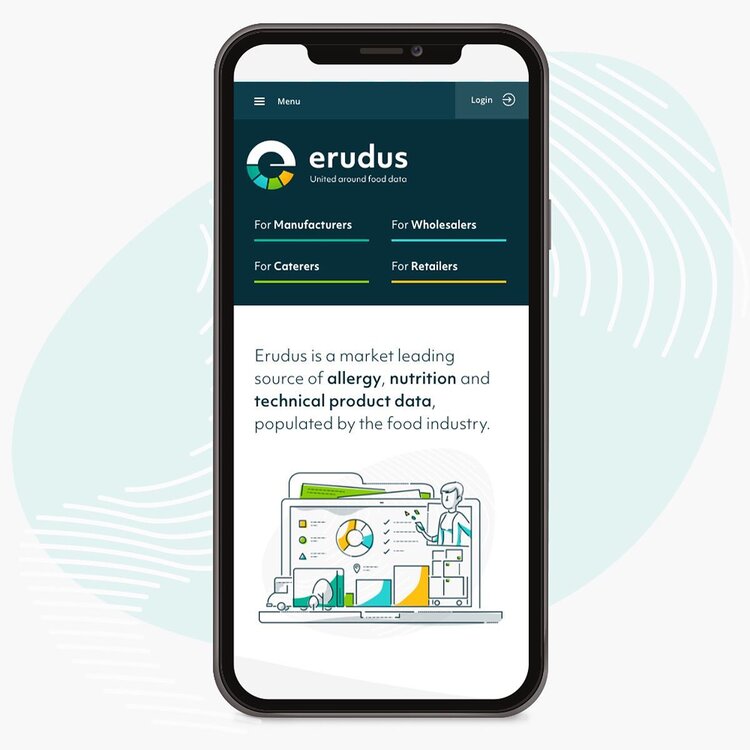 Menu
Login
erudus
United around food data
For Manufacturers
For Wholesalers
For Caterers
For Retailers
Erudus is a market leading
source of allergy, nutrition and
technical product data,
populated by the food industry.